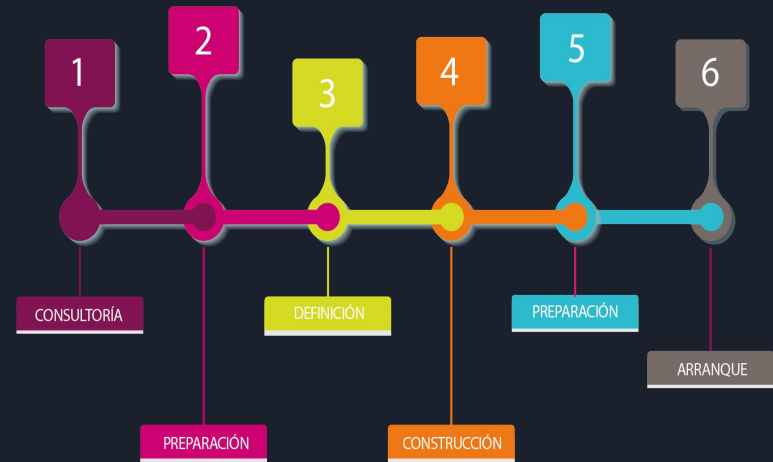 1
2
3
4
5
6
CONSULTORÍA
PREPARACIÓN
DEFINICIÓN
CONSTRUCCIÓN
PREPARACIÓN
ARRANQUE